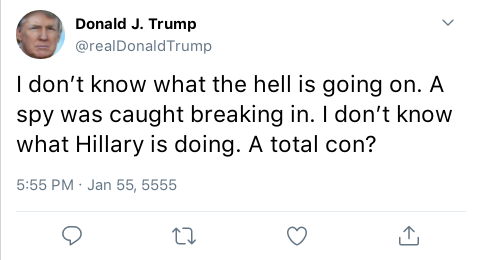 Donald J. Trump
@realDonaldTrump
I don’t know what the hell is going on. A
spy was caught breaking in. I don’t know
what Hillary is doing. A total con?
5:55 PM · Jan 55, 5555